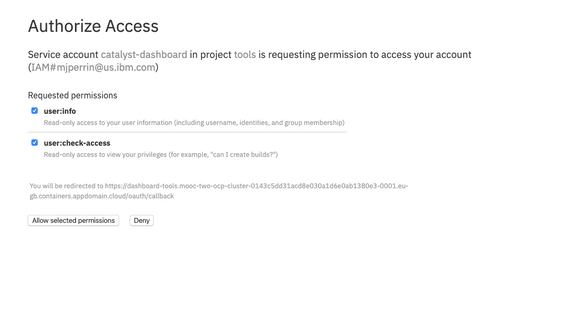 Authorize Access
Service account catalyst-dashboard in project tools is requesting permission to access your account
(IAM#mjperrin@us.ibm.com)
Requested permissions
user:info
Read-only access to your user information (including username, identities, and group membership)
user:check-access
Read-only access to view your privileges (for example, "can I create builds?")
You will be redirected to https://dashboard-tools.mooc-two-ocp-cluster-0143c5dd31acd8e030a1d6e0ab1380e3-0001.eu-
gb.containers.appdomain.cloud/oauth/callback
Allow selected permissions Deny